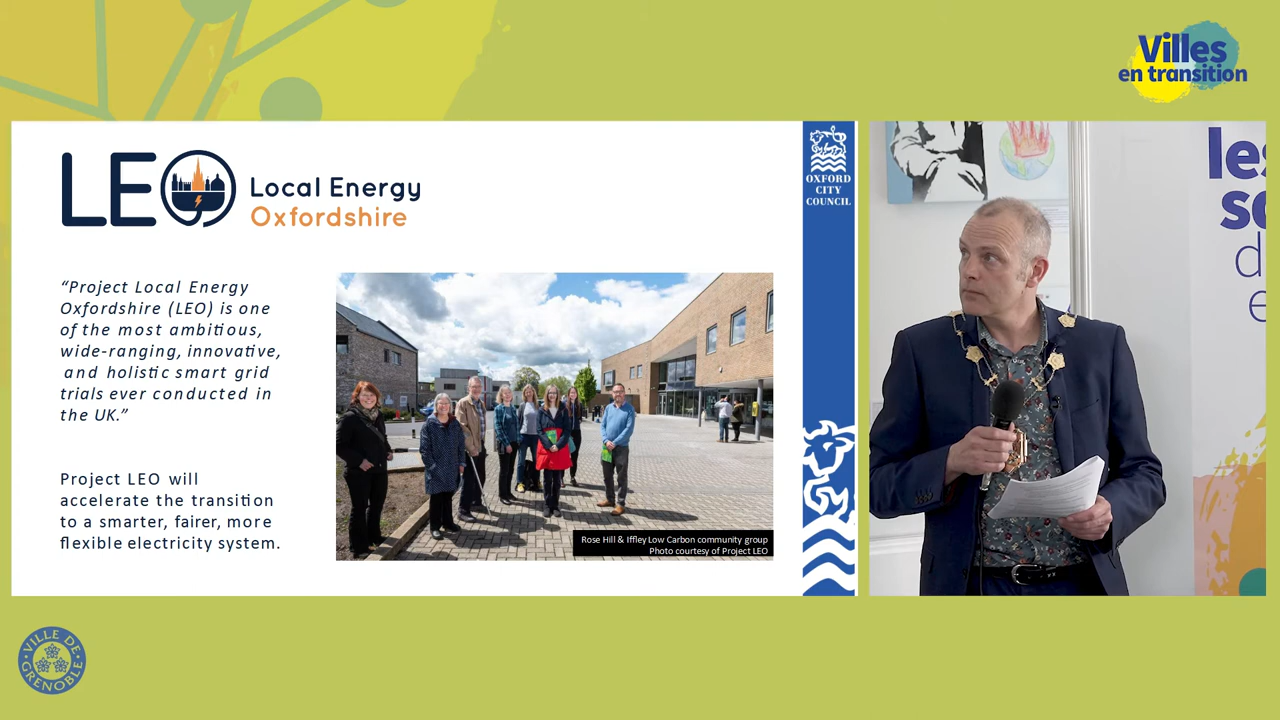 Villes
en transition
LEO
Local Energy
Oxfordshire
“Project Local Energy
Oxfordshire (LEO) is one
of the most ambitious,
wide-ranging, innovative,
and holistic smart grid
trials ever conducted in
the UK.”
Project LEO will
accelerate the transition
to a smarter, fairer, more
flexible electricity system.
Rose Hill & Iffley Low Carbon community group
Photo courtesy of Project LEO
OXFORD
CITY
COUNCIL
les
so
d
e
VILLE DE
GRENOBLE